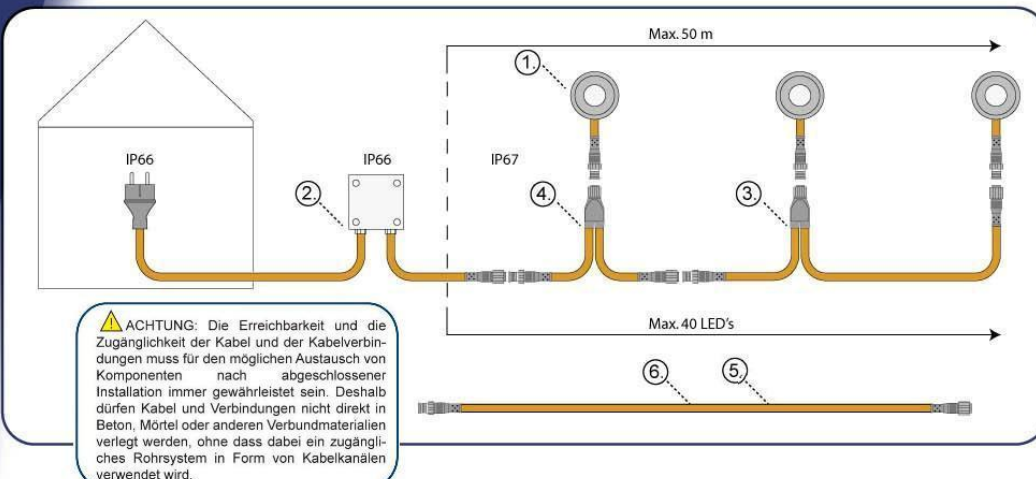 Max. 50 m
1.
IP66
IP66
IP67
2.
4.
3.
Max. 40 LED's
ACHTUNG: Die Erreichbarkeit und die
Zugänglichkeit der Kabel und der Kabelverbin-
dungen muss für den möglichen Austausch von
Komponenten nach abgeschlossener
Installation immer gewährleistet sein. Deshalb
dürfen Kabel und Verbindungen nicht direkt in
Beton, Mörtel oder anderen Verbundmaterialien
verlegt werden, ohne dass dabei ein zugängli-
ches Rohrsystem in Form von Kabelkanälen
verwendet wird.
6.
5.